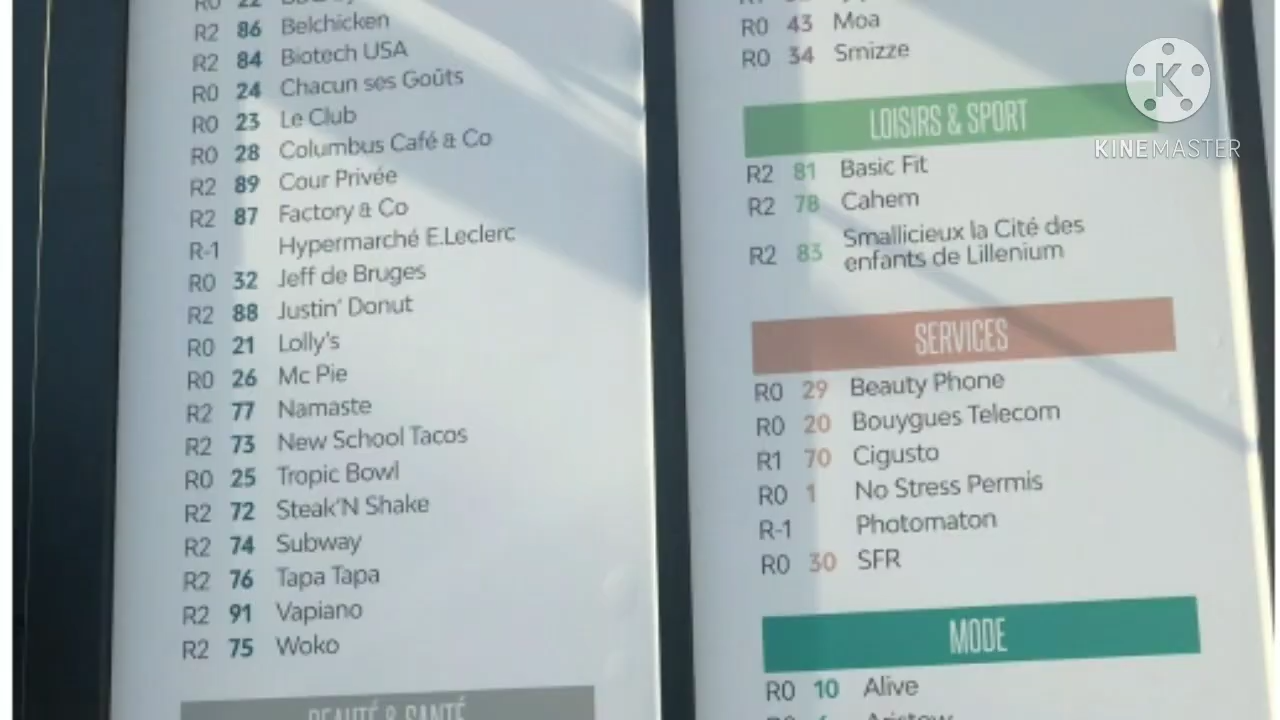 R2 86 Belchicken
R2 84 Biotech USA
R0 24 Chacun ses Goûts
R0 23 Le Club
R0 28 Columbus Café & Co
R2 89 Cour Privée
R2 87 Factory & Co
R-1 Hypermarché E.Leclerc
R0 32 Jeff de Bruges
R2 88 Justin' Donut
R0 21 Lolly's
R0 26 Mc Pie
R2 77 Namaste
R2 73 New School Tacos
R0 25 Tropic Bowl
R2 72 Steak'N Shake
R2 74 Subway
R2 76 Tapa Tapa
R2 91 Vapiano
R2 75 Woko
BEAUTÉ & SANTÉ
R0 43 Moa
R0 34 Smizze
LOISIRS & SPORT
R2 81 Basic Fit
R2 78 Cahem
R2 83 Smallicieux la Cité des
enfants de Lillenium
SERVICES
R0 29 Beauty Phone
R0 20 Bouygues Telecom
R1 70 Cigusto
R0 1 No Stress Permis
R-1 Photomaton
R0 30 SFR
MODE
R0 10 Alive
K
KINEMASTER